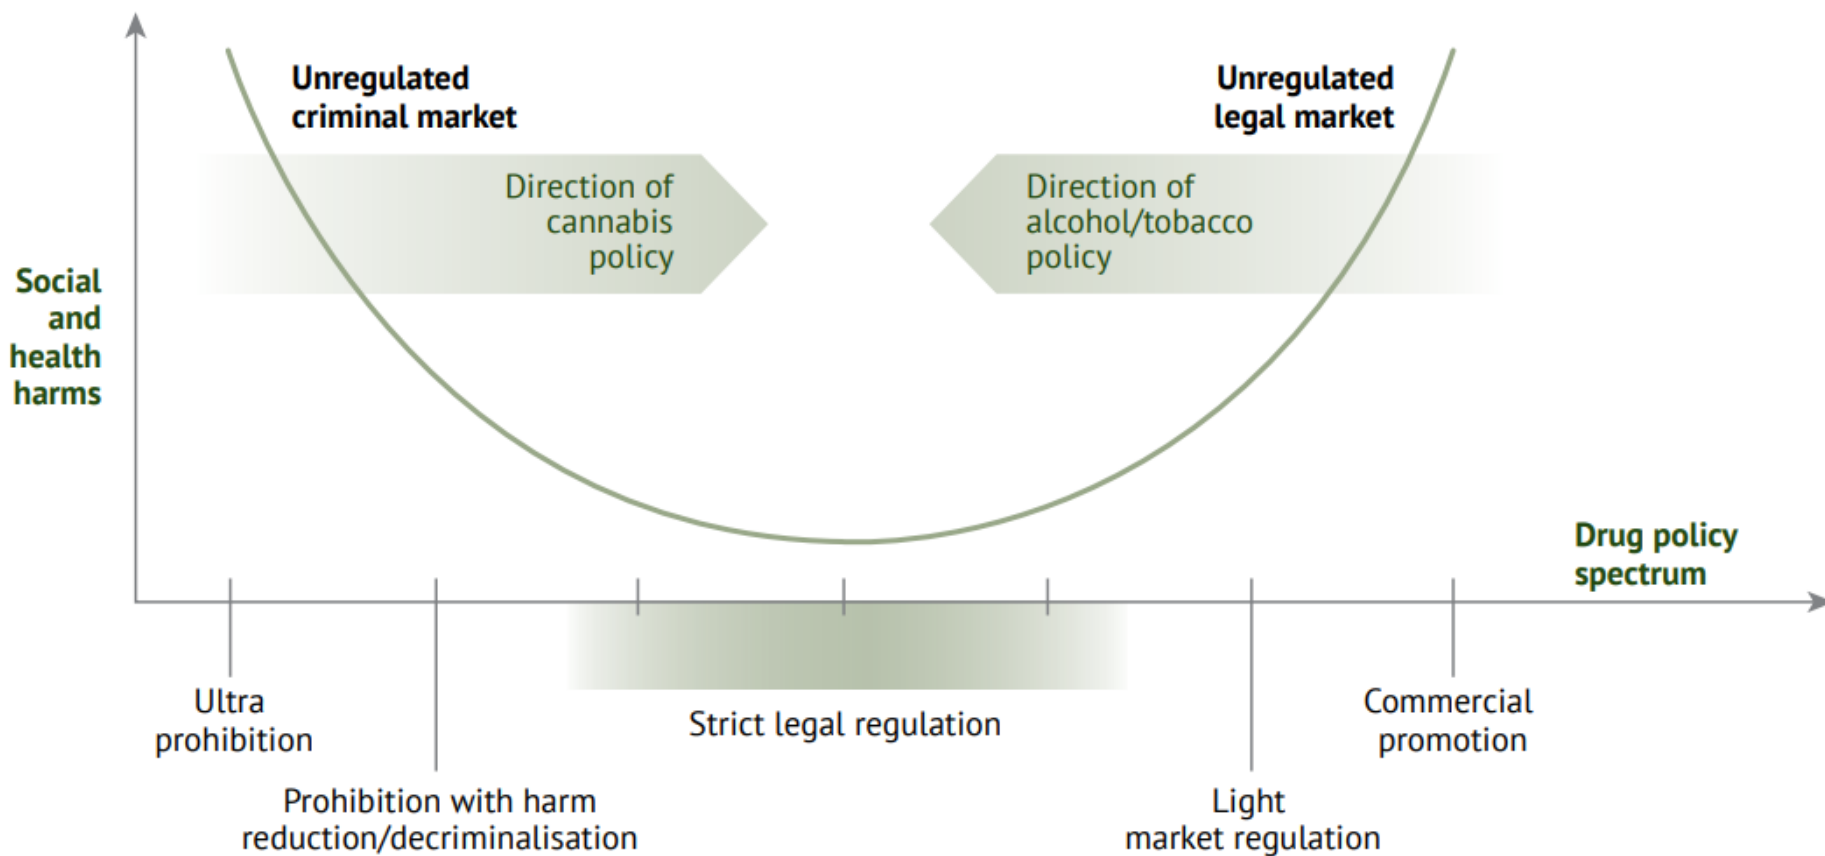 Unregulated
criminal market
Unregulated
legal market
Direction of
cannabis
policy
Direction of
alcohol/tobacco
policy
Social
and
health
harms
Drug policy
spectrum
Ultra
prohibition
Strict legal regulation
Commercial
promotion
Prohibition with harm
reduction/decriminalisation
Light
market regulation